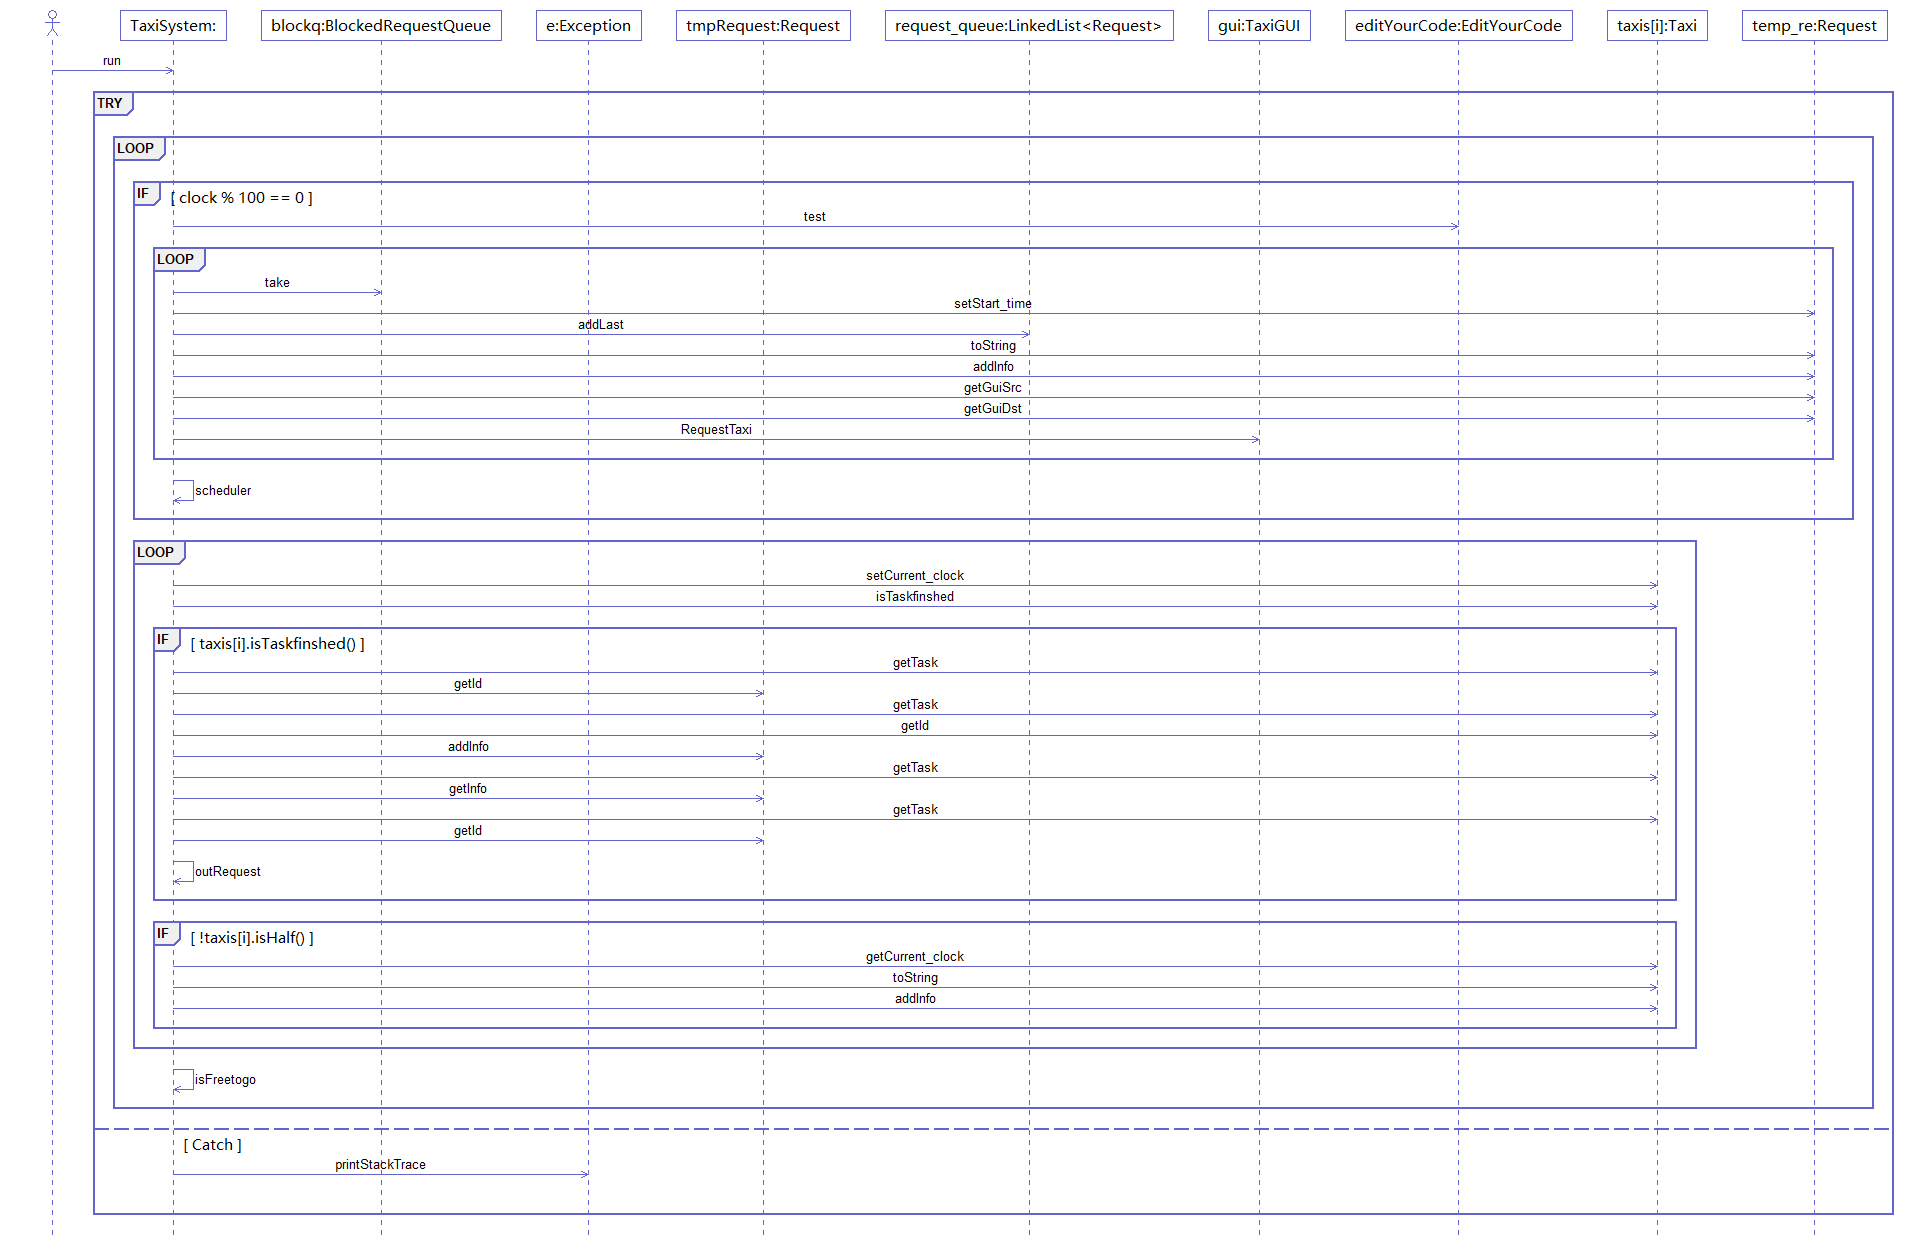 TaxiSystem:
blockq:BlockedRequestQueue
e:Exception
tmpRequest:Request
request_queue:LinkedList<Request>
gui:TaxiGUI
editYourCode:EditYourCode
taxis[i]:Taxi
temp_re:Request
run
TRY
LOOP
IF
[ clock % 100 == 0 ]
test
LOOP
take
setStart_time
addLast
toString
addInfo
getGuiSrc
getGuiDst
RequestTaxi
scheduler
LOOP
setCurrent_clock
isTaskfinshed
IF
[ taxis[i].isTaskfinshed() ]
getTask
getId
getTask
getId
addInfo
getTask
getInfo
getTask
getId
outRequest
IF
[ !taxis[i].isHalf() ]
getCurrent_clock
toString
addInfo
isFreetogo
[ Catch ]
printStackTrace